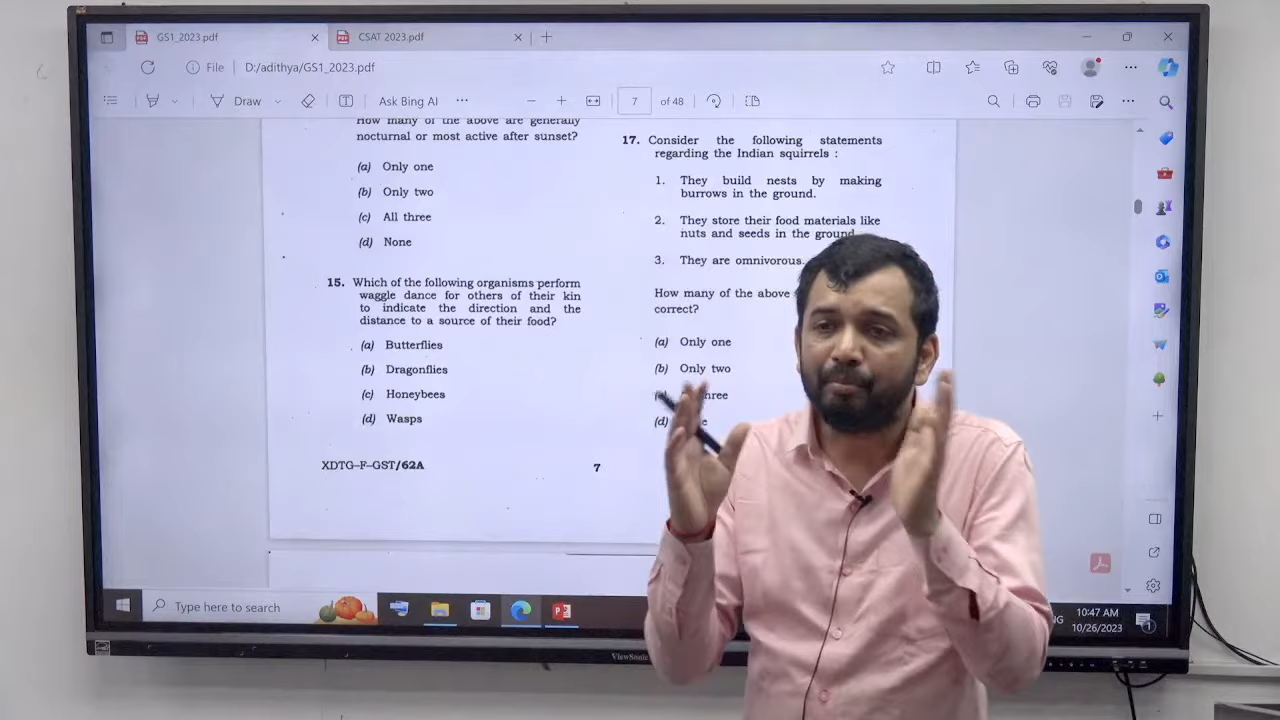 GS1_2023.pdf
CSAT 2023.pdf
File D:/adithya/GS1_2023.pdf
Draw
Ask Bing AI
7 of 48
How many of the above are generally
nocturnal or most active after sunset?
(a) Only one
(b) Only two
(c) All three
(d) None
15. Which of the following organisms perform
waggle dance for others of their kin
to indicate the direction and the
distance to a source of their food?
(a) Butterflies
(b) Dragonflies
(c) Honeybees
(d) Wasps
XDTG–F–GST/62A
7
17. Consider the following statements
regarding the Indian squirrels :
1. They build nests by making
burrows in the ground.
2. They store their food materials like
nuts and seeds in the ground.
3. They are omnivorous.
How many of the above
correct?
(a) Only one
(b) Only two
(d)
Type here to search
10:47 AM
10/26/2023
ViewSonic